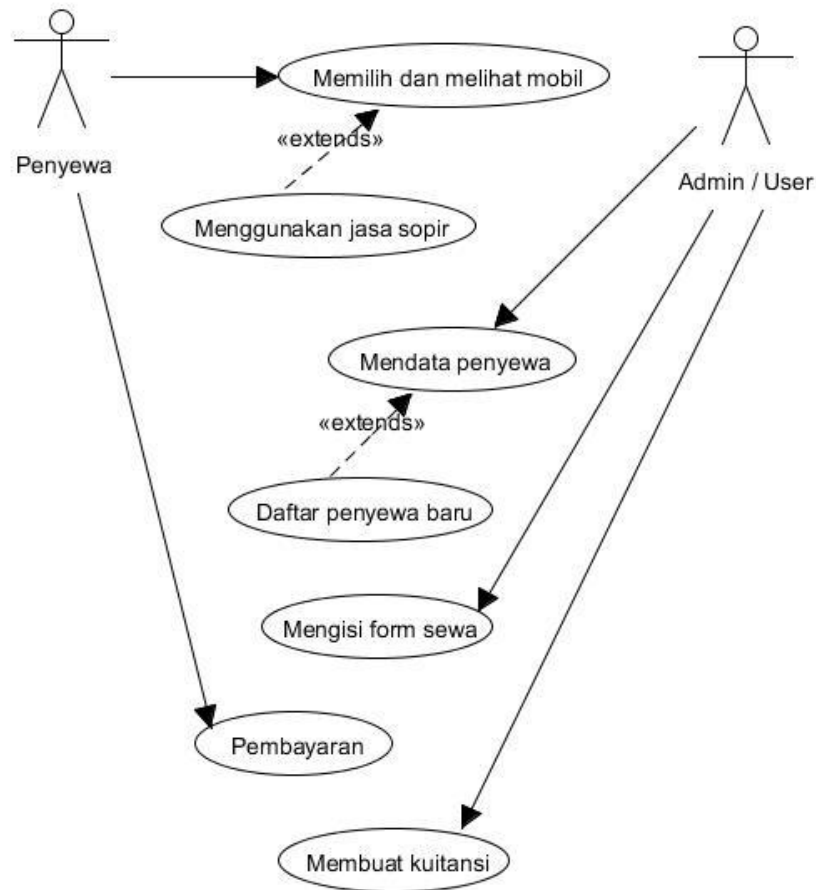 Memilih dan melihat mobil
«extends»
Penyewa
Admin / User
Menggunakan jasa sopir
Mendata penyewa
«extends»
Daftar penyewa baru
Mengisi form sewa
Pembayaran
Membuat kuitansi